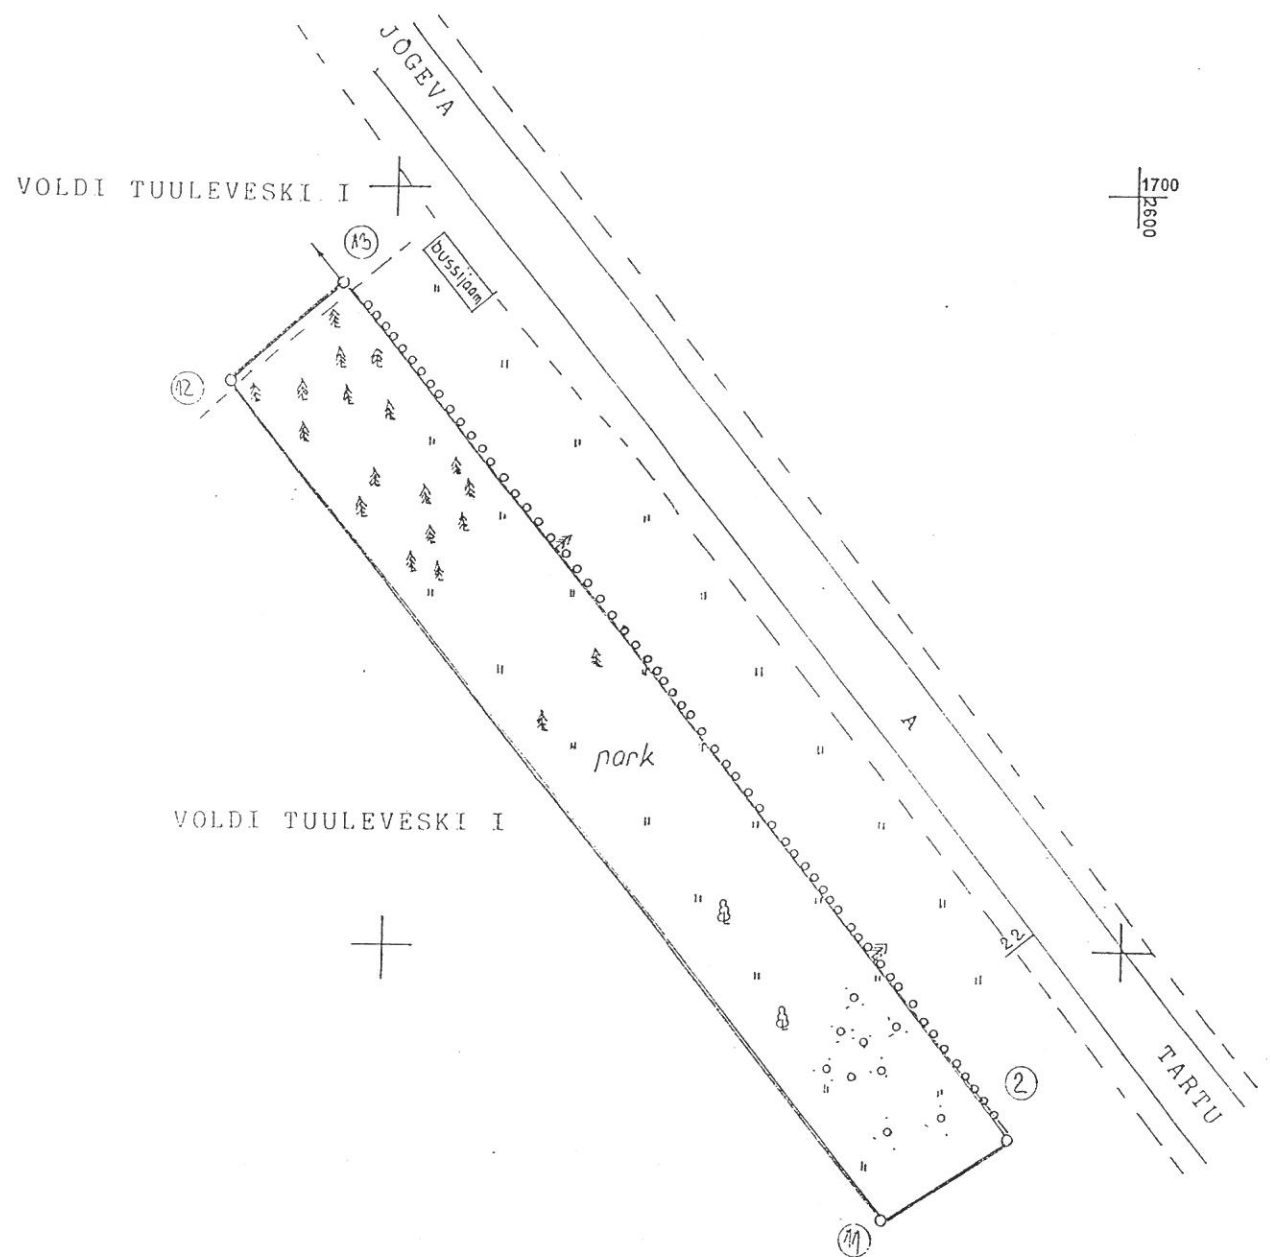 JÕGEVA
VOLDI TUULEVESKI I
1700
2600
13
bussijaam
12
A
park
VOLDI TUULEVESKI I
22
TARTU
2
11